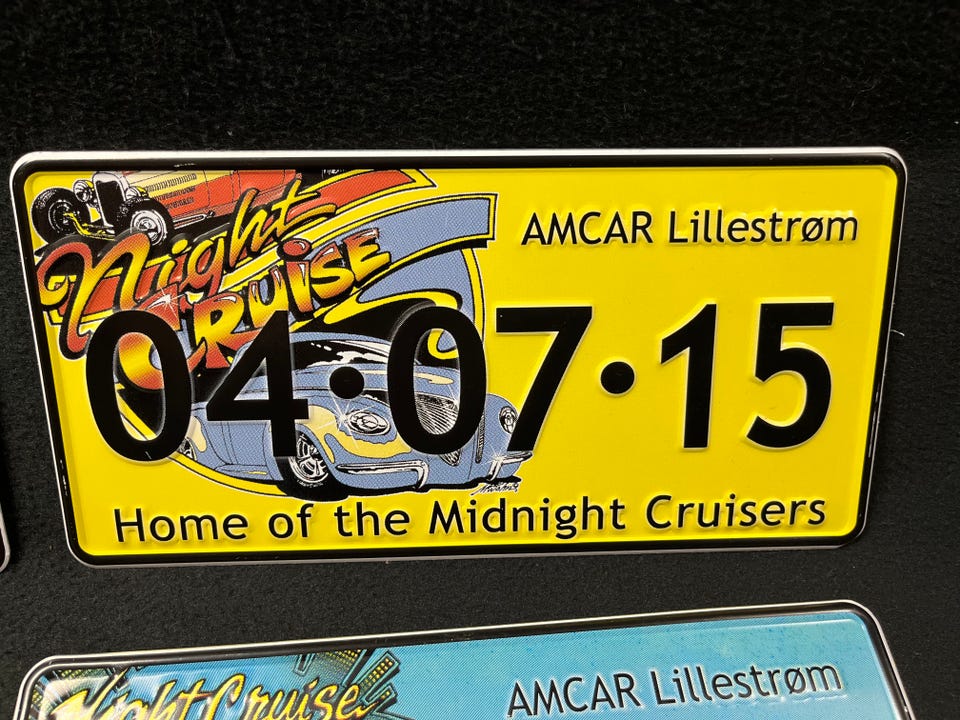 Night
CRUISE
AMCAR Lillestrøm
04•07•15
Home of the Midnight Cruisers
Night Cruise
AMCAR Lillestrøm